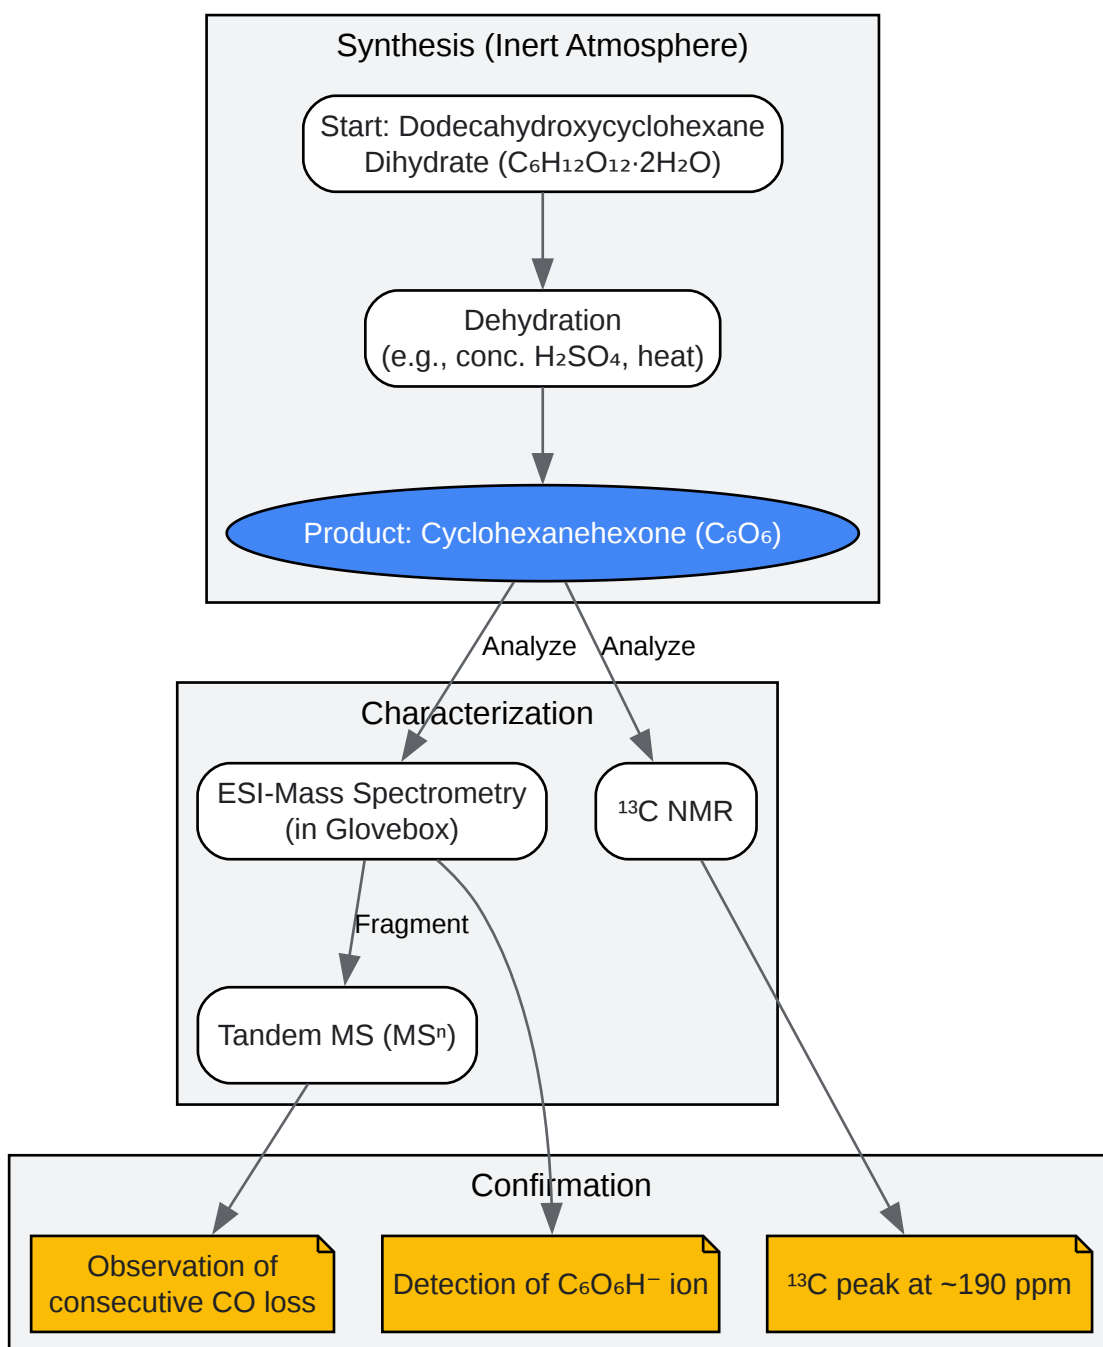 Synthesis (Inert Atmosphere)
Start: Dodecahydroxycyclohexane
Dihydrate (C₆H₁₂O₁₂·2H₂O)
Dehydration
(e.g., conc. H₂SO₄, heat)
Product: Cyclohexanehexone (C₆O₆)
Analyze
Analyze
Characterization
ESI-Mass Spectrometry
(in Glovebox)
¹³C NMR
Fragment
Tandem MS (MSⁿ)
Confirmation
Observation of
consecutive CO loss
Detection of C₆O₆H⁻ ion
¹³C peak at ~190 ppm